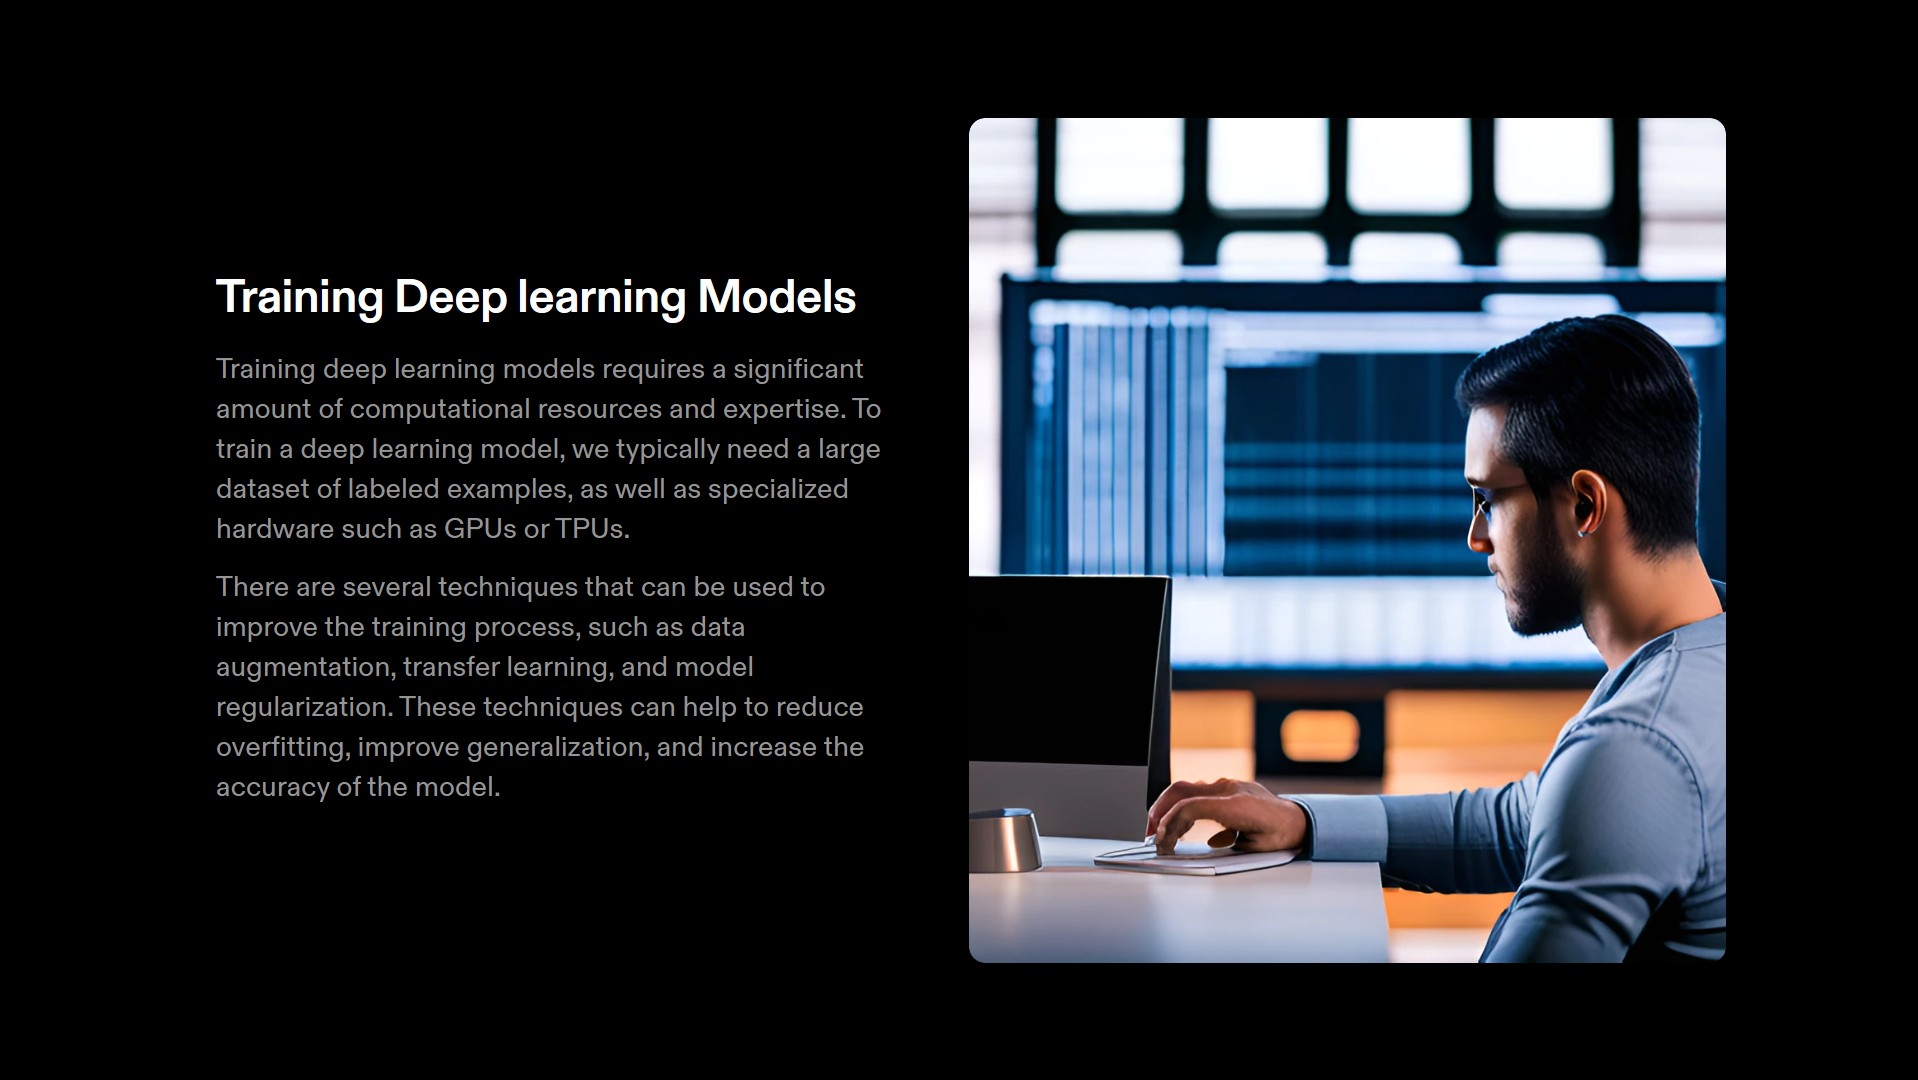 Training Deep learning Models
Training deep learning models requires a significant
amount of computational resources and expertise. To
train a deep learning model, we typically need a large
dataset of labeled examples, as well as specialized
hardware such as GPUs or TPUs.
There are several techniques that can be used to
improve the training process, such as data
augmentation, transfer learning, and model
regularization. These techniques can help to reduce
overfitting, improve generalization, and increase the
accuracy of the model.